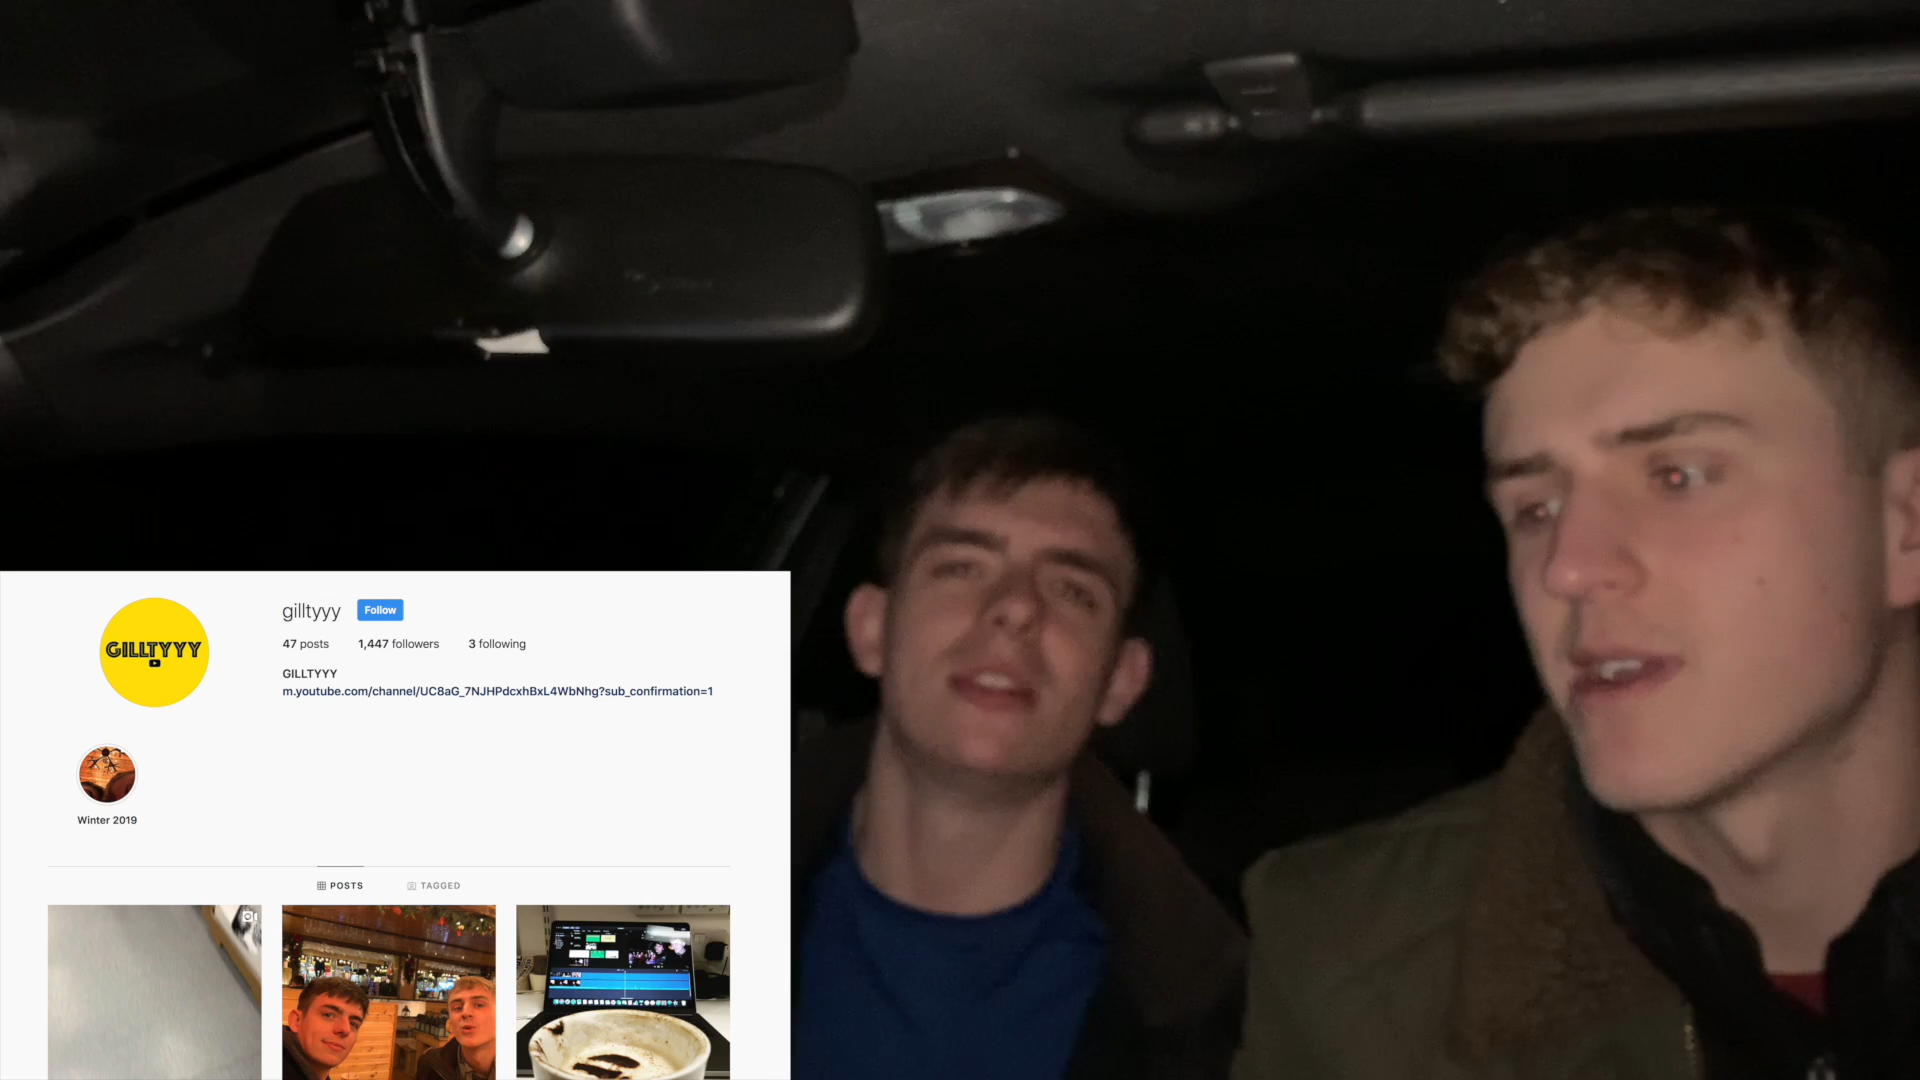 GILLTYYY
gilltyyy Follow
47 posts 1,447 followers 3 following
GILLTYYY
m.youtube.com/channel/UC8aG_7NJHPdcxhBxL4WbNhg?sub_confirmation=1
Winter 2019
POSTS TAGGED